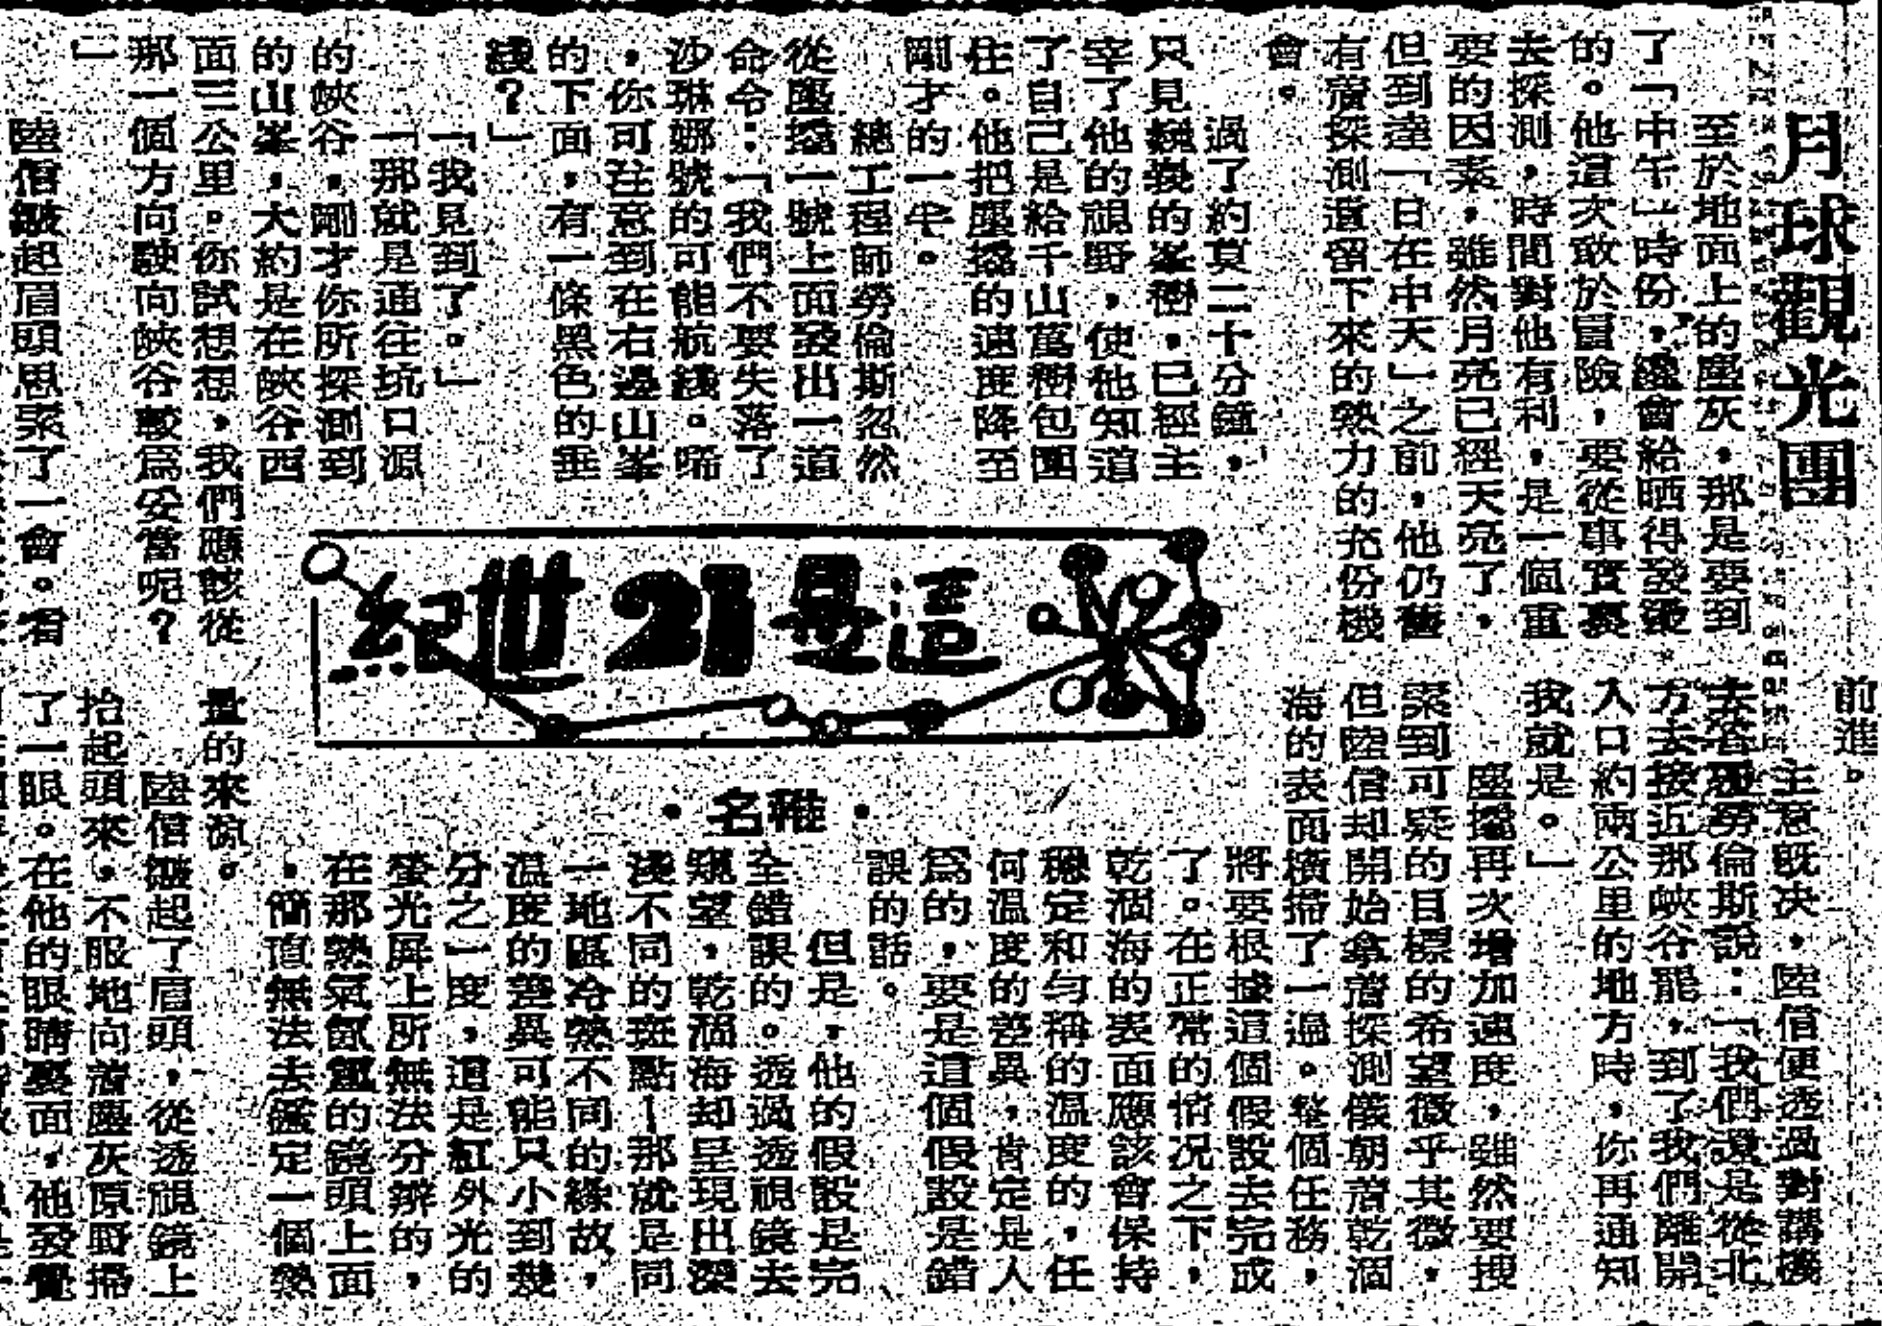 月球觀光團
至於地面上的塵灰，那是要到
了「中午」時份，纔會給晒得發燙
的。他這次敢於冒險，要從事實裏
去探測，時間對他有利，是一個重
要的因素，雖然月亮已經天亮了，
但到達「日在中天」之前，他仍舊
有着探測遺留下來的熱力的充份機
會。
過了約莫二十分鐘，
只見巍峩的峯巒，已經主
宰了他的視野，使他知道
了自己是給千山萬巒包圍
住。他把塵撬的速度降至
剛才的一半。
總工程師勞倫斯忽然
從塵撬一號上面發出一道
命令：「我們不要失落了
沙琳娜號的可能航綫。喏
，你可注意到在右邊山峯
的下面，有一條黑色的垂
綫？」
「我見到了。」
「那就是通往坑口源
的峽谷，剛才你所探測到
的山峯，大約是在峽谷西
面三公里。你試想想，我們應該從
那一個方向駛向峽谷較爲妥當呢？
」
陸信皺起眉頭思索了一會。看
這是21世紀
•名稚•
前進。
主意既决，陸信便透過對講機
去答覆勞倫斯說：「我們還是從北
方去接近那峽谷罷，到了我們離開
入口約兩公里的地方時，你再通知
我就是。」
塵撬再次增加速度，雖然要搜
索到可疑的目標的希望微乎其微，
但陸信却開始拿着探測儀朝着乾涸
海的表面橫掃了一遍。整個任務，
將要根據這個假設去完成
了。在正常的情況之下，
乾涸海的表面應該會保持
穩定和勻稱的溫度的，任
何溫度的差異，肯定是人
爲的，要是這個假設是錯
誤的話。
但是，他的假設是完
全錯誤的。透過透視鏡去
窺望，乾涸海却呈現出深
淺不同的斑點—那就是同
一地區冷熱不同的緣故，
溫度的差異可能只小到幾
分之一度，這是紅外光的
螢光屏上所無法分辨的，
在那熱氣氤氳的鏡頭上面
，簡直無法去鑑定一個熱
量的來源。
陸信皺起了眉頭，從透視鏡上
抬起頭來，不服地向着塵灰原野掃
了一眼。在他的眼睛裏面，他發覺